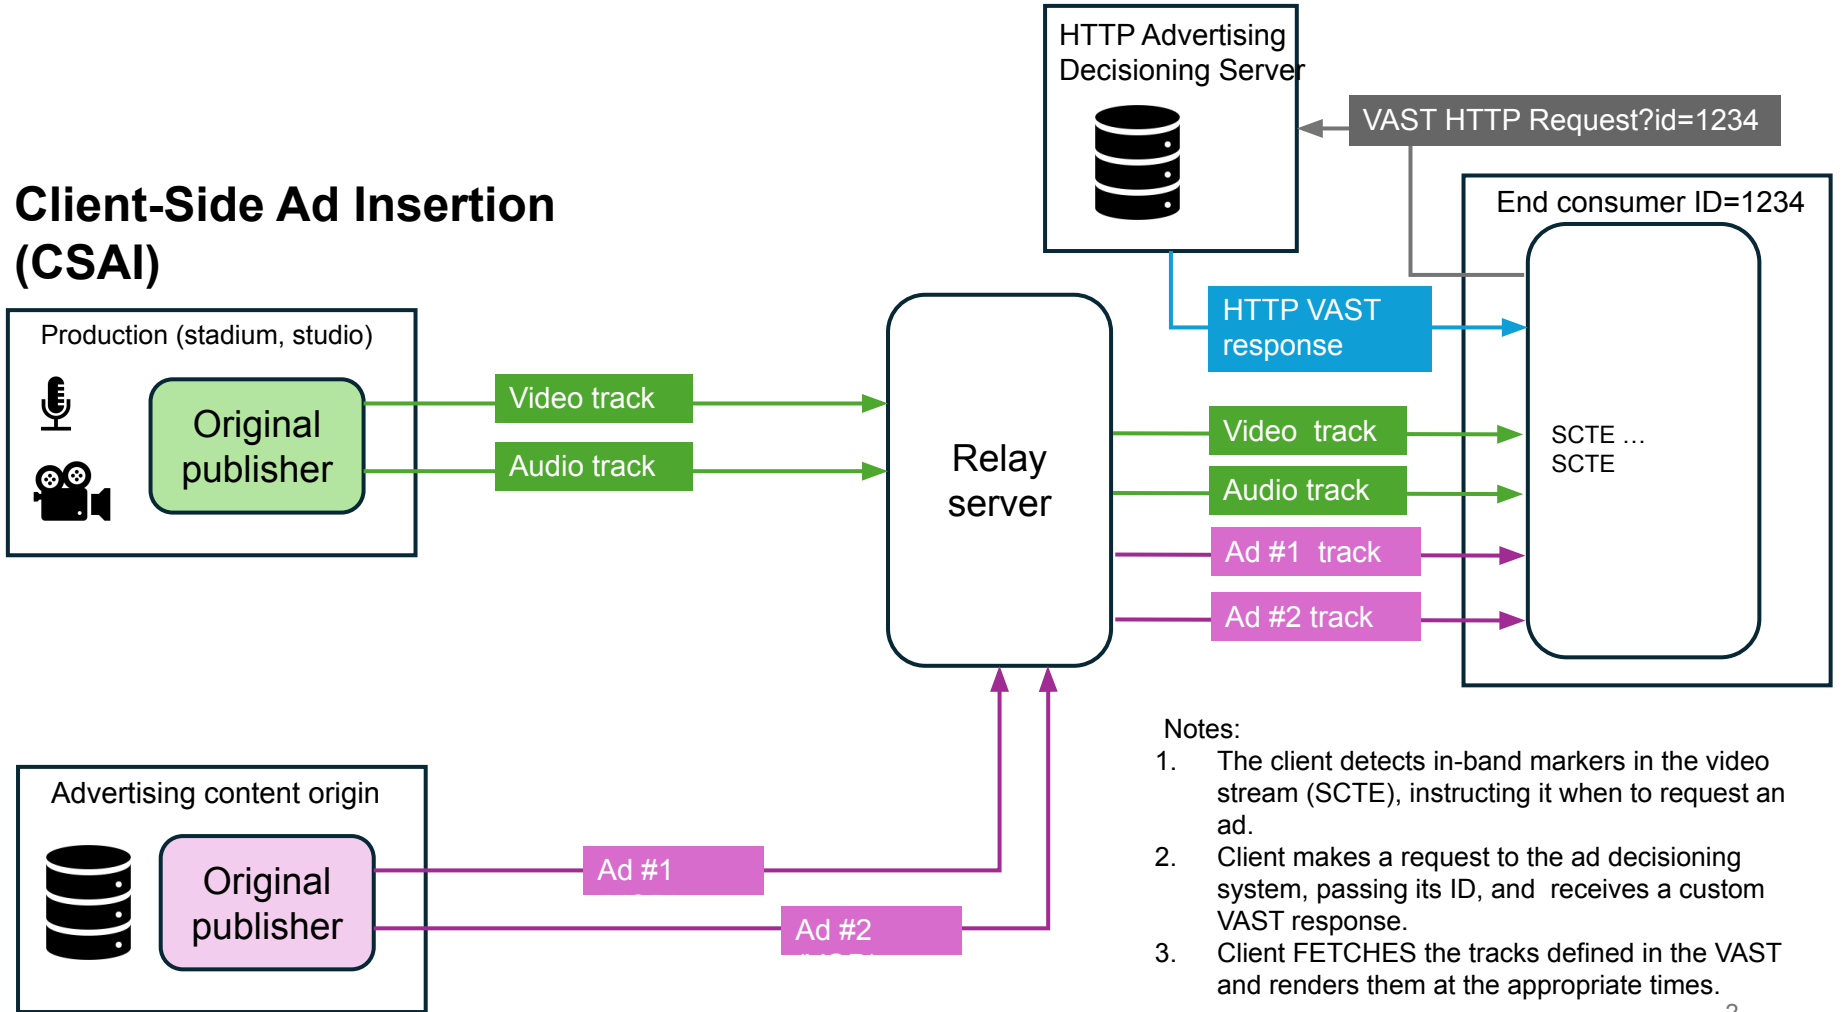 HTTP Advertising
Decisioning Server
VAST HTTP Request?id=1234
Client-Side Ad Insertion
(CSAI)
End consumer ID=1234
HTTP VAST
response
Production (stadium, studio)
Original
publisher
Video track
Audio track
Relay
server
Video  track
Audio track
Ad #1  track
Ad #2 track
SCTE …
SCTE
Advertising content origin
Original
publisher
Ad #1
Ad #2
Notes:
1. The client detects in-band markers in the video
stream (SCTE), instructing it when to request an
ad.
2. Client makes a request to the ad decisioning
system, passing its ID, and  receives a custom
VAST response.
3. Client FETCHES the tracks defined in the VAST
and renders them at the appropriate times.